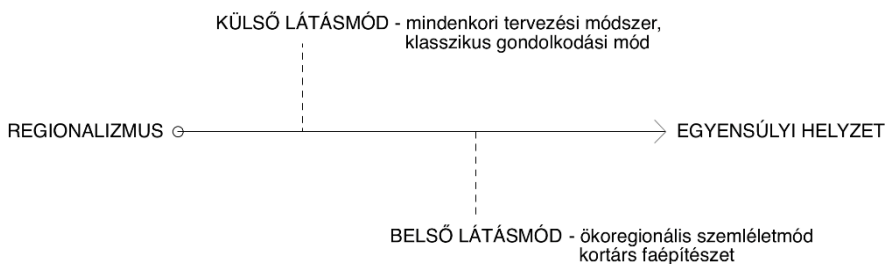 KÜLSŐ LÁTÁSMÓD - mindenkori tervezési módszer,
klasszikus gondolkodási mód
REGIONALIZMUS
EGYENSÚLYI HELYZET
BELSŐ LÁTÁSMÓD - ökoregionális szemléletmód
kortárs faépítészet